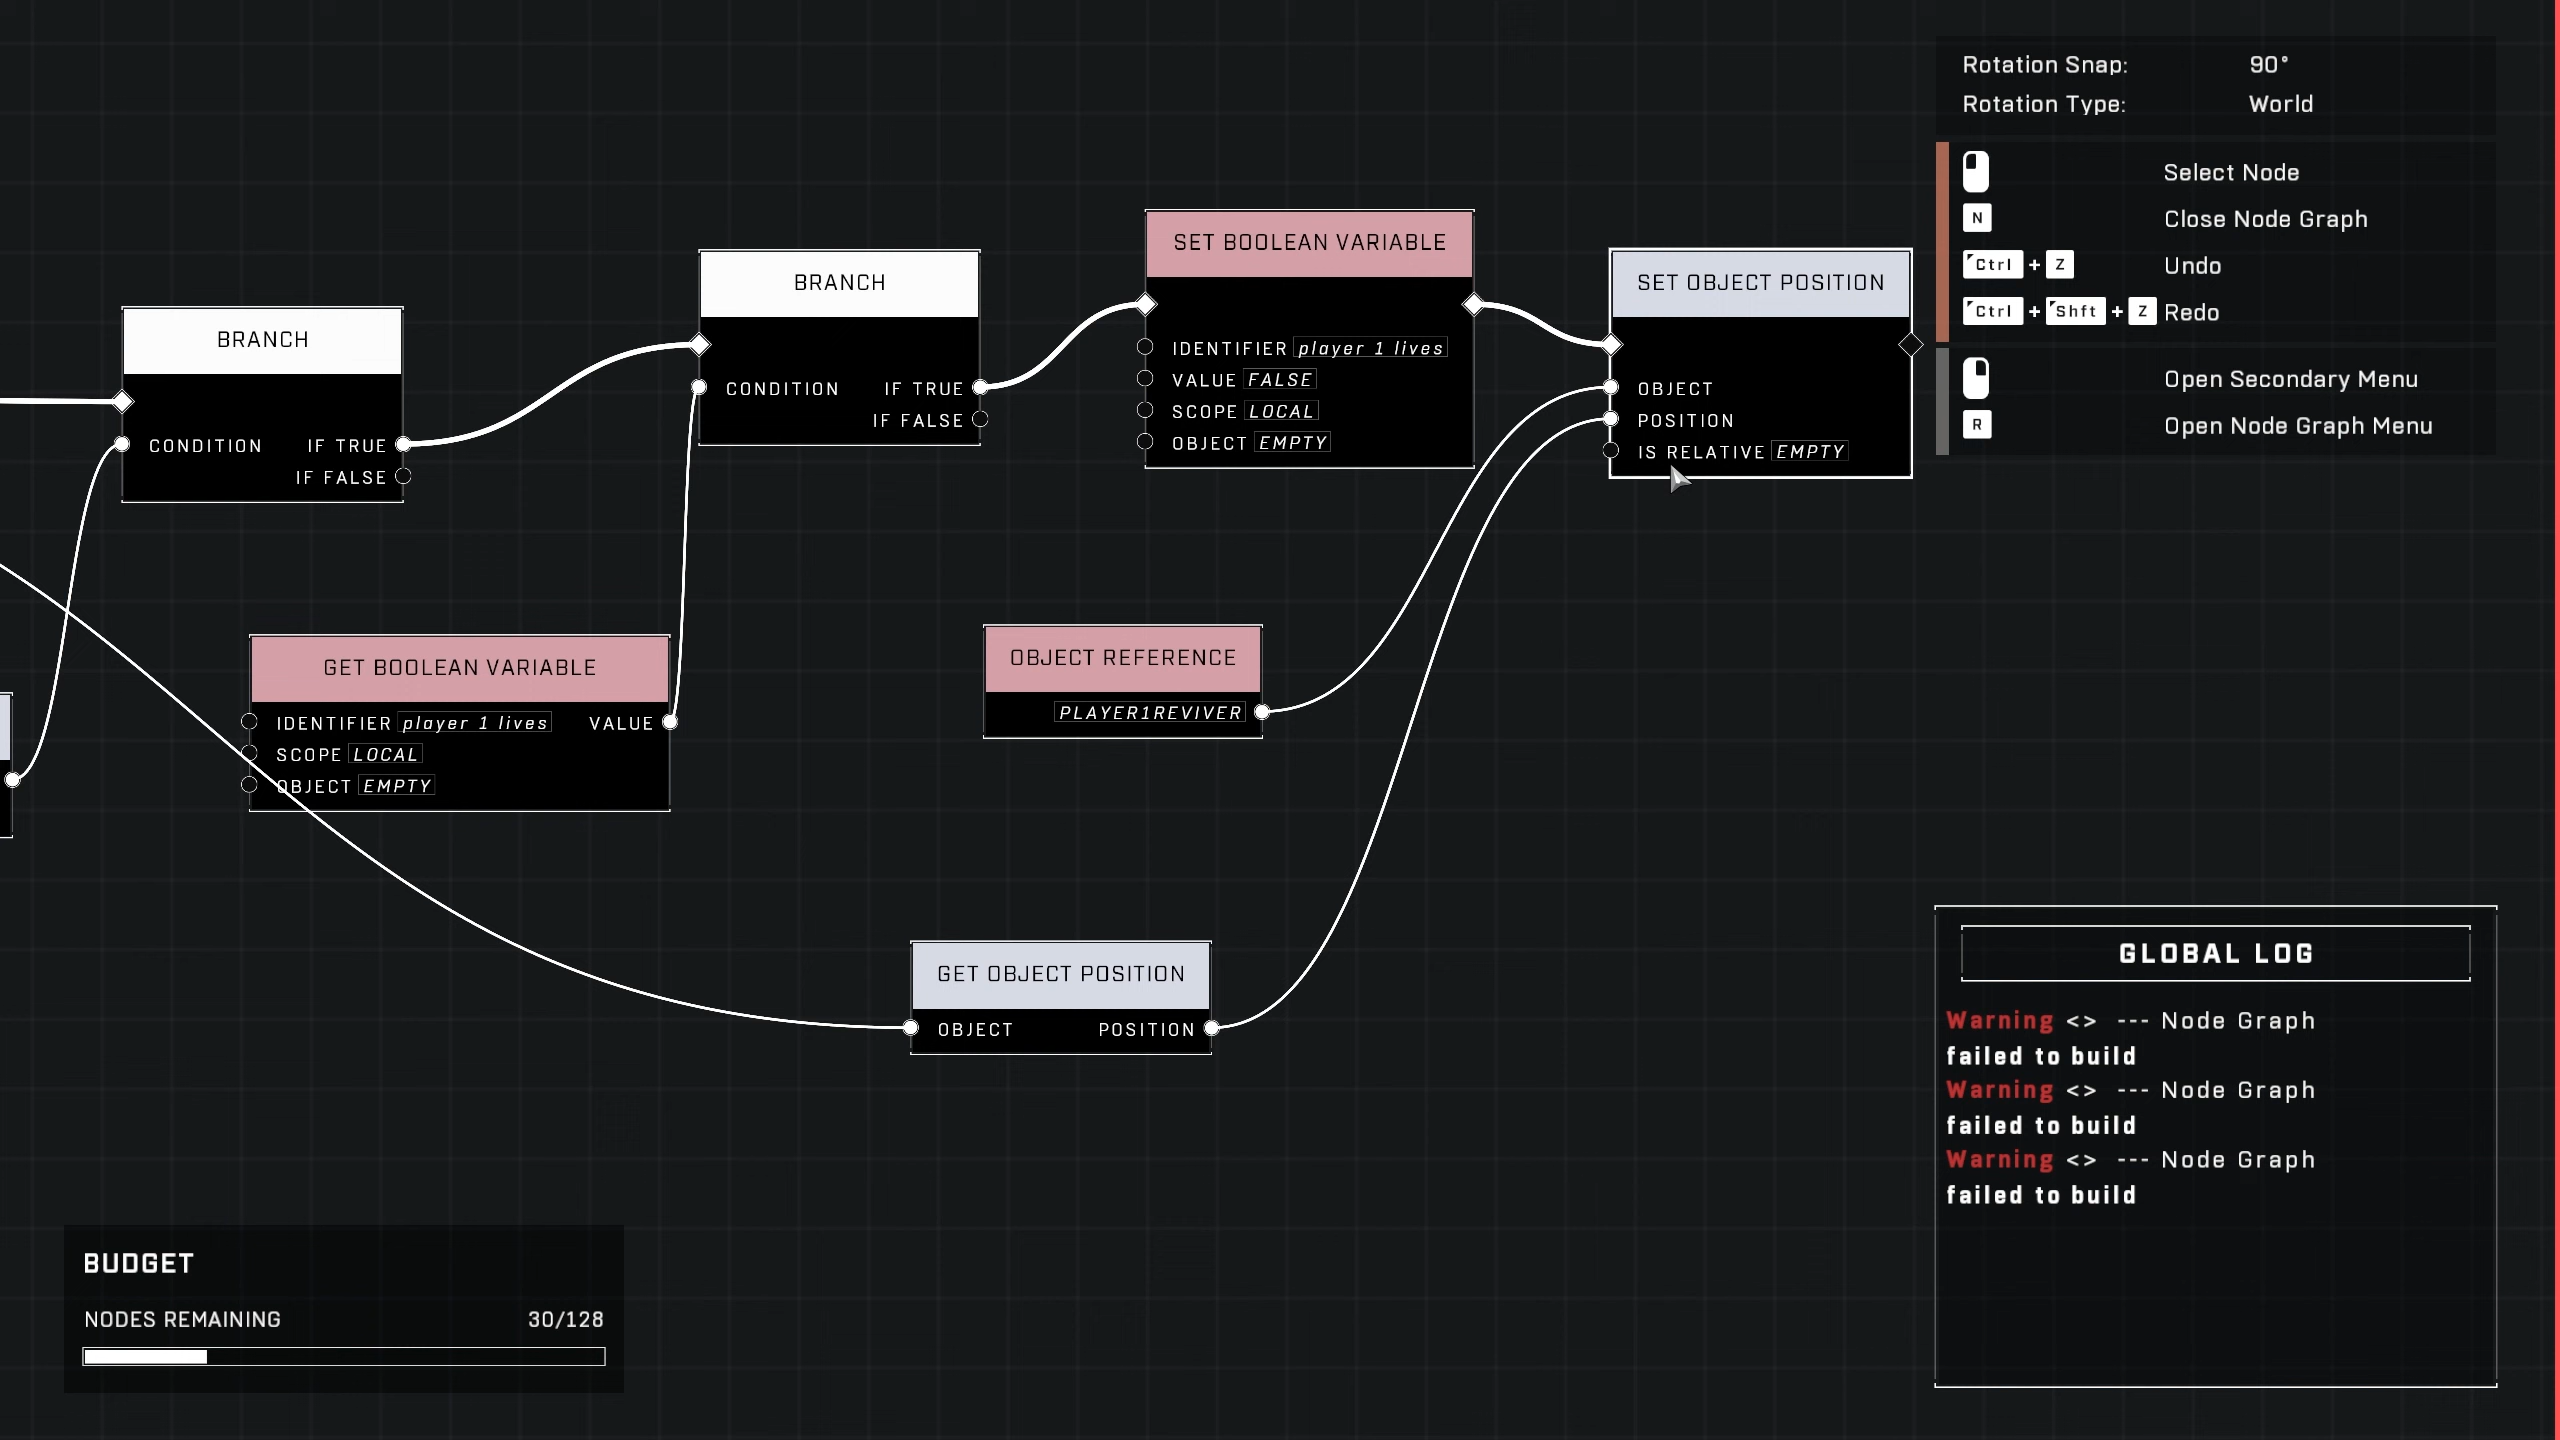 Rotation Snap: 90°
Rotation Type: World
Select Node
N Close Node Graph
Ctrl + Z Undo
Ctrl + Shft + Z Redo
Open Secondary Menu
R Open Node Graph Menu
BRANCH
CONDITION IF TRUE
IF FALSE
BRANCH
CONDITION IF TRUE
IF FALSE
SET BOOLEAN VARIABLE
IDENTIFIER player 1 lives
VALUE FALSE
SCOPE LOCAL
OBJECT EMPTY
SET OBJECT POSITION
OBJECT
POSITION
IS RELATIVE EMPTY
GET BOOLEAN VARIABLE
IDENTIFIER player 1 lives VALUE
SCOPE LOCAL
OBJECT EMPTY
OBJECT REFERENCE
PLAYER1REVIVER
GET OBJECT POSITION
OBJECT POSITION
GLOBAL LOG
Warning <> --- Node Graph
failed to build
Warning <> --- Node Graph
failed to build
Warning <> --- Node Graph
failed to build
BUDGET
NODES REMAINING 30/128